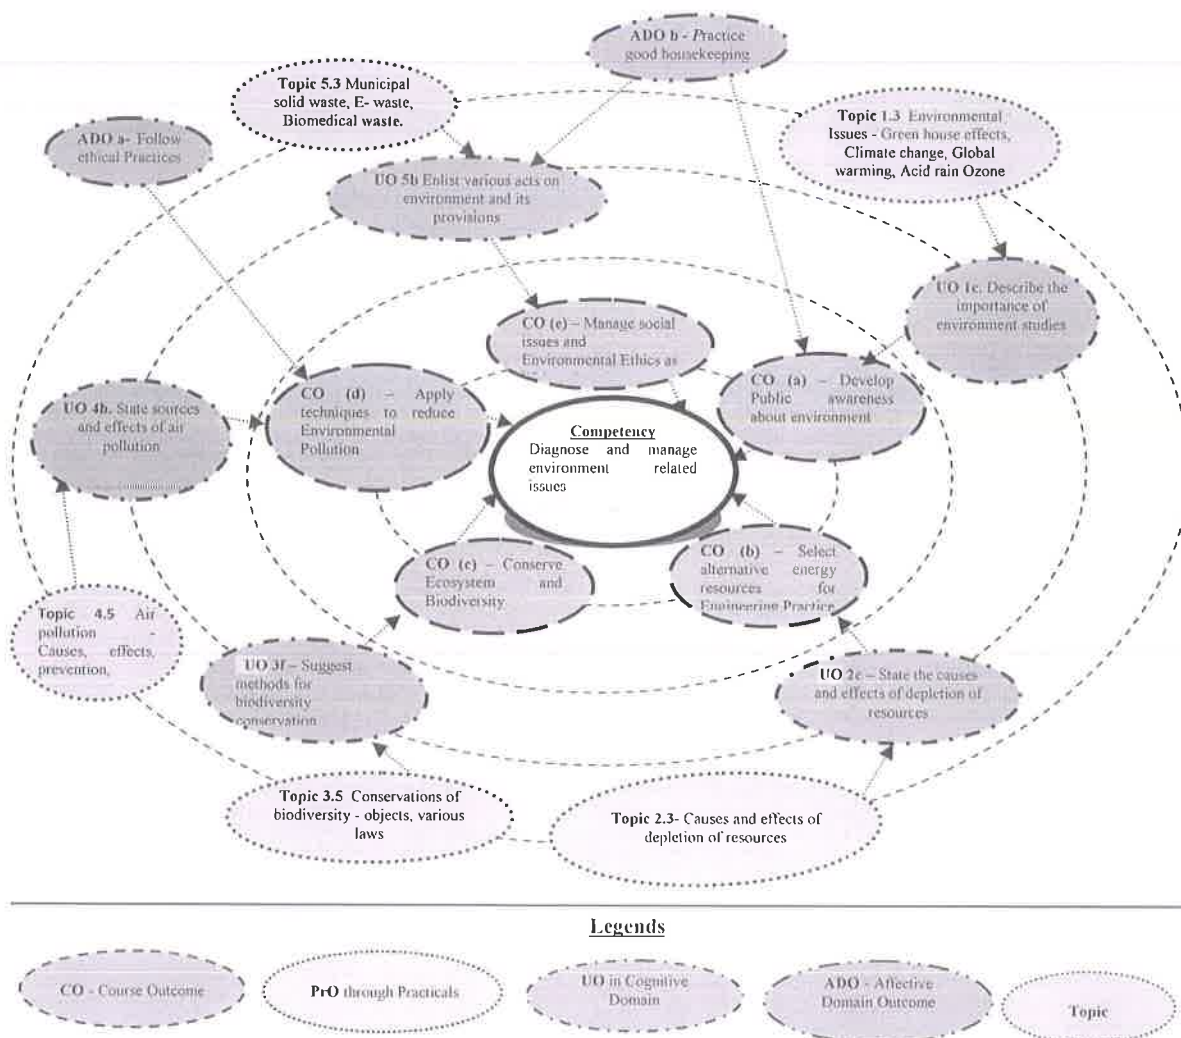 ADO b - Practice
good housekeeping
Topic 5.3 Municipal
solid waste, E- waste,
Biomedical waste.
Topic 1.3 Environmental
Issues - Green house effects,
Climate change, Global
warming, Acid rain Ozone
ADO a- Follow
ethical Practices
UO 5b Enlist various acts on
environment and its
provisions
UO 1c. Describe the
importance of
environment studies
CO (e) – Manage social
issues and
Environmental Ethics as
CO (d) – Apply
techniques to reduce
Environmental
Pollution
CO (a) – Develop
Public awareness
about environment
UO 4b. State sources
and effects of air
pollution
Competency
Diagnose and manage
environment related
issues
CO (c) – Conserve
Ecosystem and
Biodiversity
CO (b) – Select
alternative energy
resources for
Engineering Practice
Topic 4.5 Air
pollution -
Causes, effects,
prevention,
UO 3f – Suggest
methods for
biodiversity
conservation
UO 2c – State the causes
and effects of depletion of
resources
Topic 3.5 Conservations of
biodiversity - objects, various
laws
Topic 2.3- Causes and effects of
depletion of resources
Legends
CO - Course Outcome
PrO through Practicals
UO in Cognitive
Domain
ADO - Affective
Domain Outcome
Topic